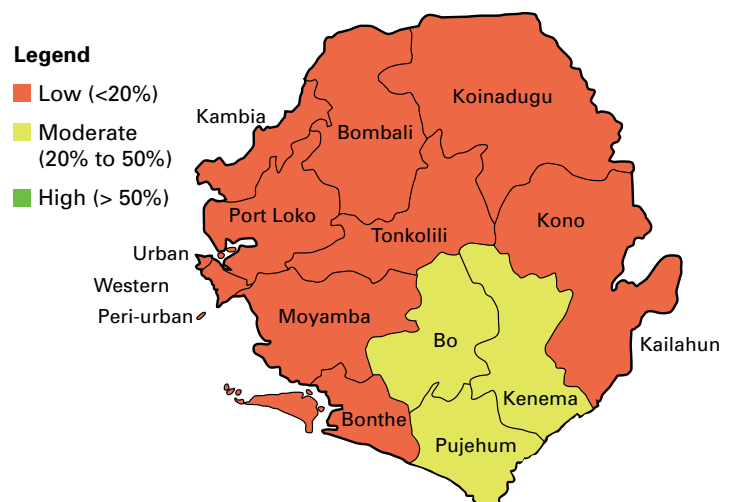 Legend
Low (<20%)
Moderate
(20% to 50%)
High (> 50%)
Kambia
Koinadugu
Bombali
Port Loko
Kono
Tonkolili
Urban
Western
Peri-urban
Moyamba
Bo
Kailahun
Kenema
Bonthe
Pujehum